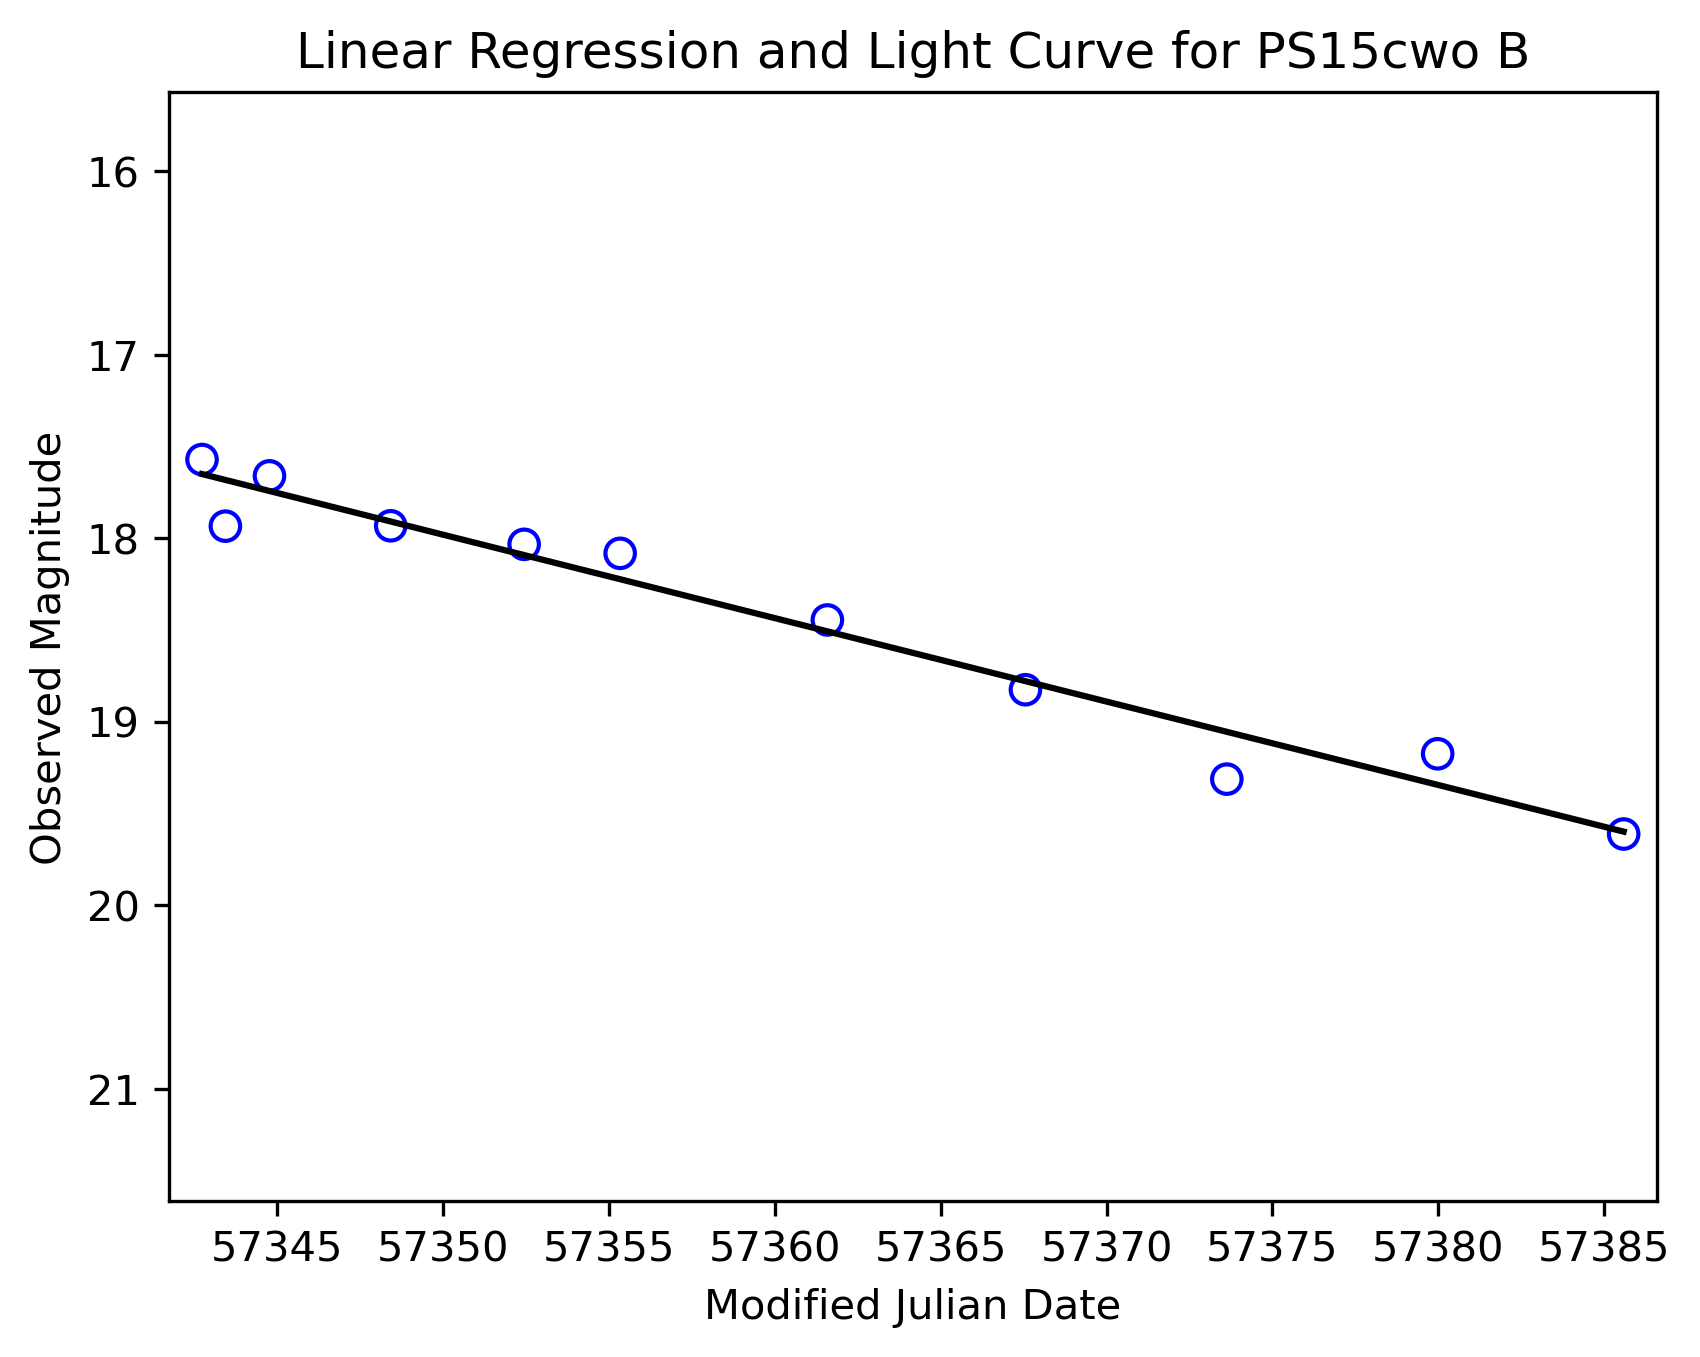 Linear Regression and Light Curve for PS15cwo B
Observed Magnitude
16
17
18
19
20
21
57345 57350 57355 57360 57365 57370 57375 57380 57385
Modified Julian Date